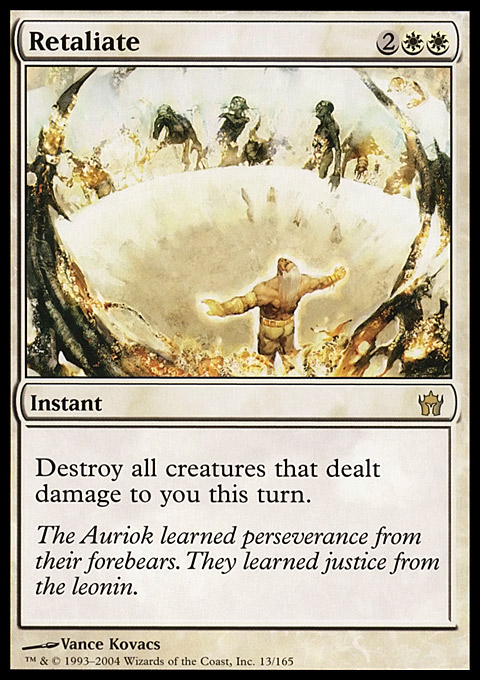 Retaliate 2
Instant
Destroy all creatures that dealt
damage to you this turn.
The Auriok learned perseverance from
their forebears. They learned justice from
the leonin.
Vance Kovacs
™ & © 1993–2004 Wizards of the Coast, Inc. 13/165